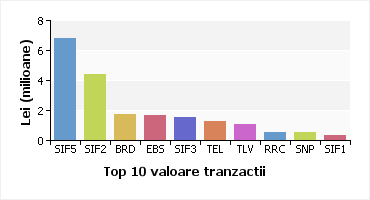 Lei (milioane)
8
6
4
2
0
SIF5 SIF2 BRD EBS SIF3 TEL TLV RRC SNP SIF1
Top 10 valoare tranzactii